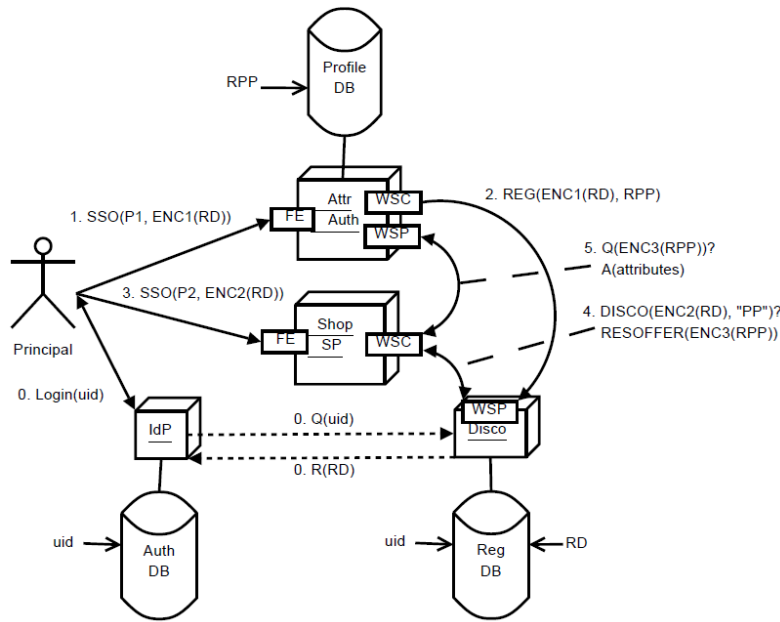 Profile
DB
RPP
Attr
Auth
FE
WSC
WSP
2. REG(ENC1(RD), RPP)
1. SSO(P1, ENC1(RD))
5. Q(ENC3(RPP))?
A(attributes)
3. SSO(P2, ENC2(RD))
4. DISCO(ENC2(RD), "PP")?
RESOFFER(ENC3(RPP))
Shop
SP
FE
WSC
Principal
0. Login(uid)
IdP
0. Q(uid)
0. R(RD)
WSP
Disco
uid
Auth
DB
uid
Reg
DB
RD